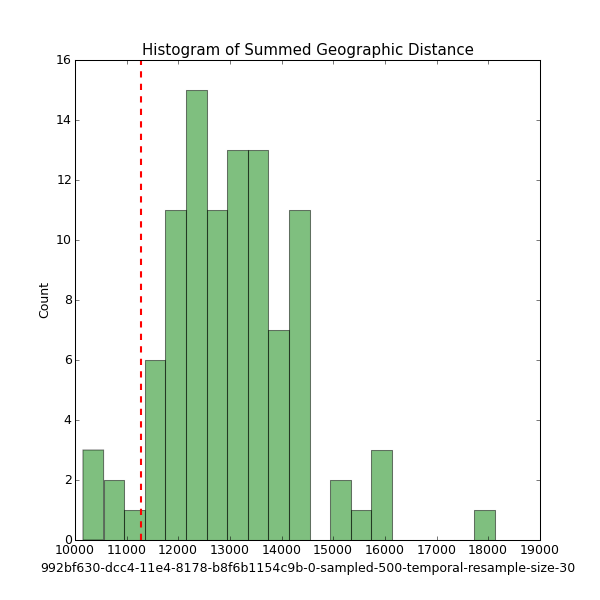 Histogram of Summed Geographic Distance
16
14
12
10
8
6
4
2
0
Count
10000 11000 12000 13000 14000 15000 16000 17000 18000 19000
992bf630-dcc4-11e4-8178-b8f6b1154c9b-0-sampled-500-temporal-resample-size-30